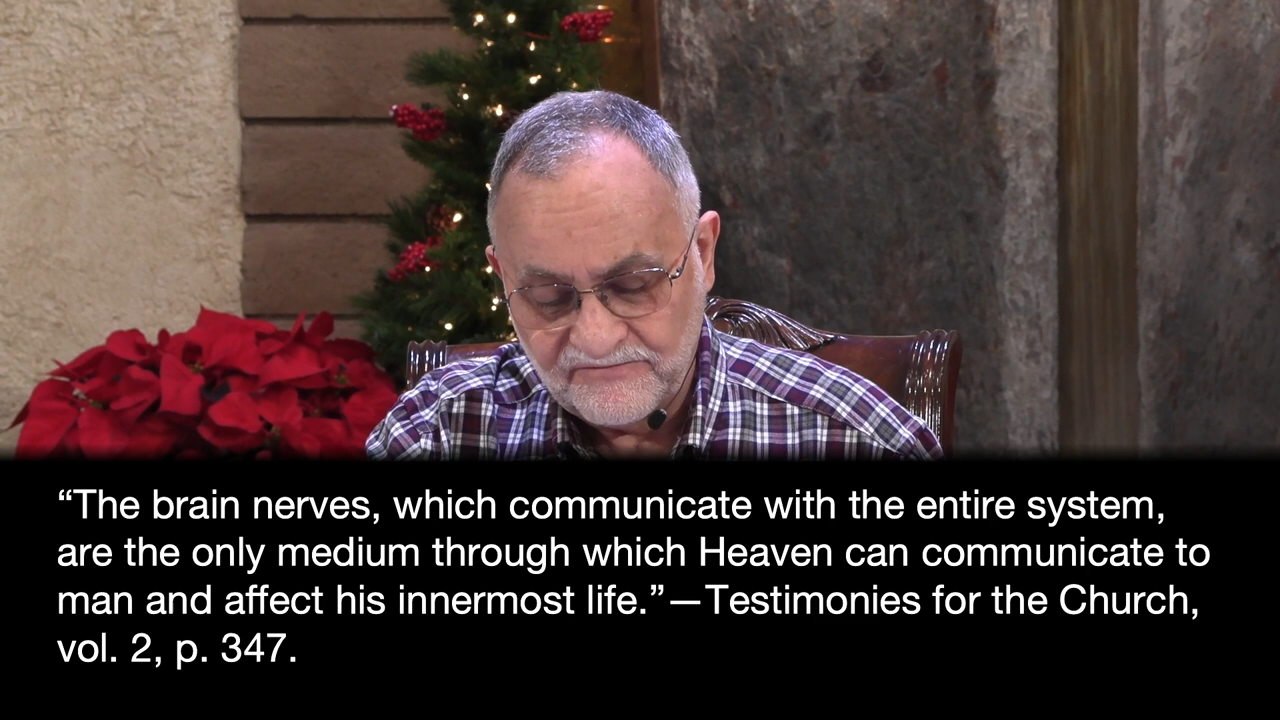 “The brain nerves, which communicate with the entire system,
are the only medium through which Heaven can communicate to
man and affect his innermost life.”—Testimonies for the Church,
vol. 2, p. 347.